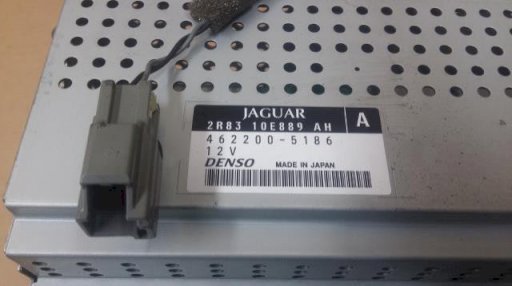 JAGUAR
A
2R83 10E889 AH
462200-5186
12V
DENSO MADE IN JAPAN